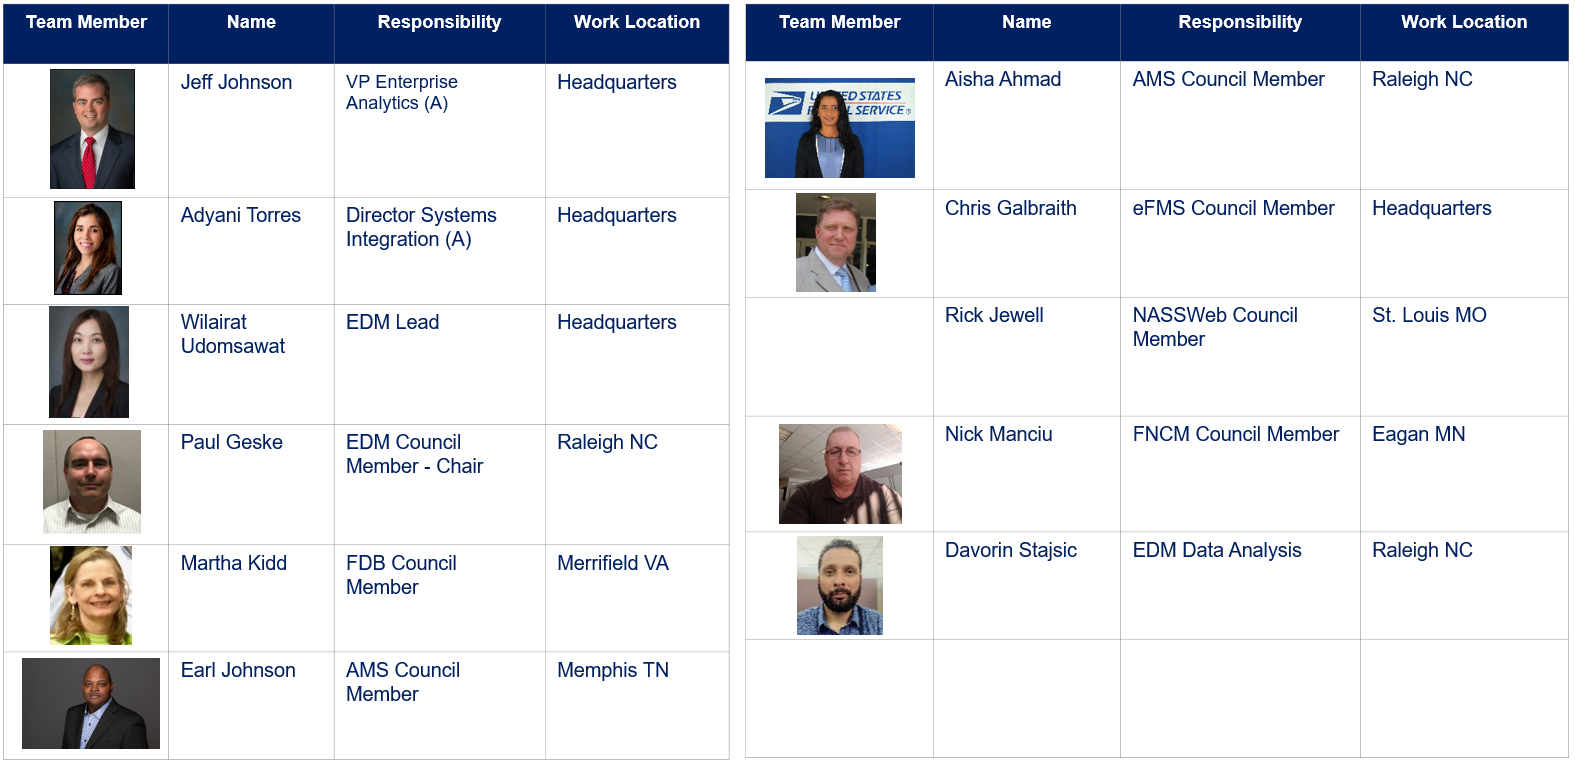 Team Member Name Responsibility Work Location
Jeff Johnson VP Enterprise Headquarters
Analytics (A)
Adyani Torres Director Systems Headquarters
Integration (A)
Wilairat EDM Lead Headquarters
Udomsawat
Paul Geske EDM Council Raleigh NC
Member - Chair
Martha Kidd FDB Council Merrifield VA
Member
Earl Johnson AMS Council Memphis TN
Member
Team Member Name Responsibility Work Location
UNITED STATES
SERVICE
Aisha Ahmad AMS Council Member Raleigh NC
Chris Galbraith eFMS Council Member Headquarters
Rick Jewell NASSWeb Council St. Louis MO
Member
Nick Manciu FNCM Council Member Eagan MN
Davorin Stajsic EDM Data Analysis Raleigh NC